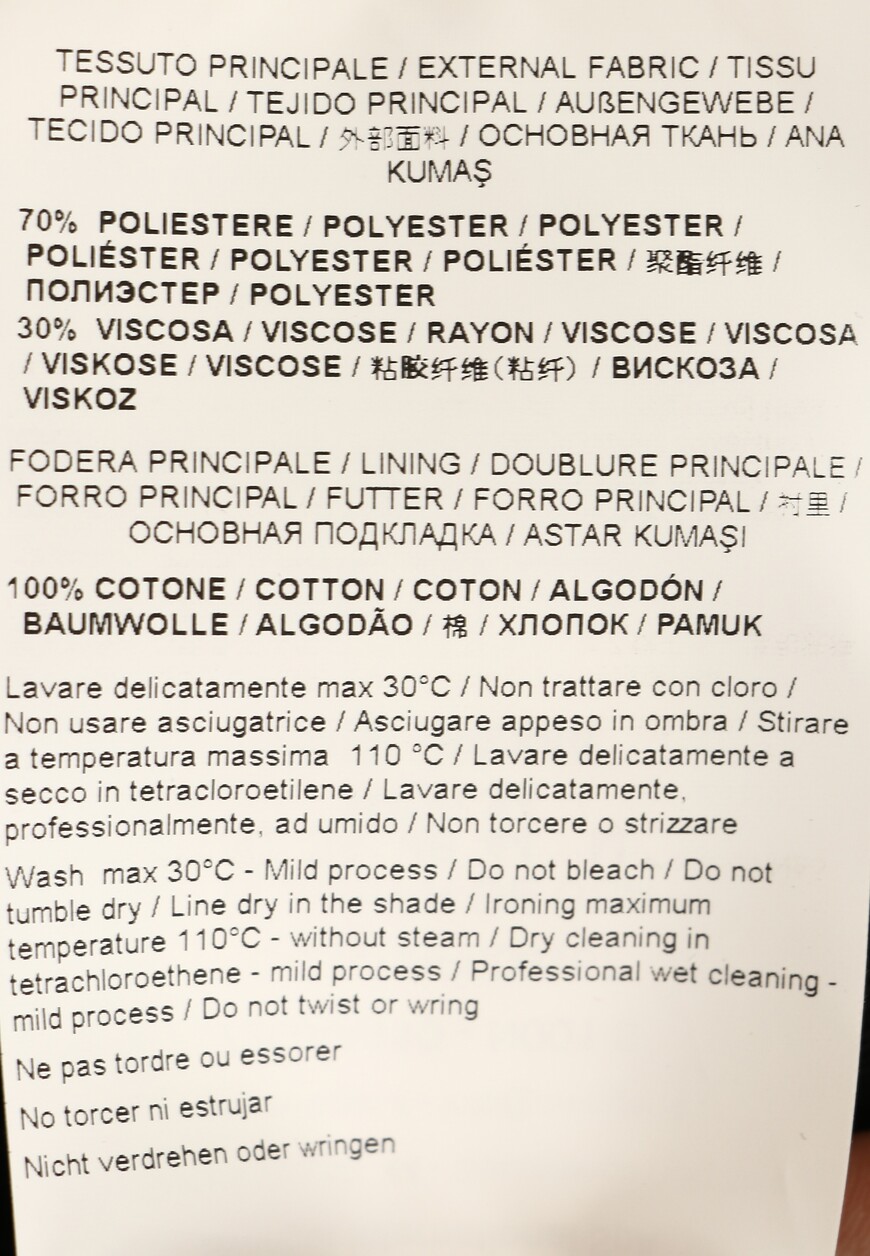 TESSUTO PRINCIPALE / EXTERNAL FABRIC / TISSU
PRINCIPAL / TEJIDO PRINCIPAL / AUßENGEWEBE /
TECIDO PRINCIPAL / 外部面料 / ОСНОВНАЯ ТКАНЬ / ANA
KUMAŞ
70% POLIESTERE / POLYESTER / POLYESTER /
POLIÉSTER / POLYESTER / POLIÉSTER / 聚酯纤维 /
ПОЛИЭСТЕР / POLYESTER
30% VISCOSA / VISCOSE / RAYON / VISCOSE / VISCOSA
/ VISKOSE / VISCOSE / 粘胶纤维(粘纤) / ВИСКОЗА /
VISKOZ
FODERA PRINCIPALE / LINING / DOUBLURE PRINCIPALE /
FORRO PRINCIPAL / FUTTER / FORRO PRINCIPAL / 衬里 /
ОСНОВНАЯ ПОДКЛАДКА / ASTAR KUMAŞI
100% COTONE / COTTON / COTON / ALGODÓN /
BAUMWOLLE / ALGODÃO / 棉 / ХЛОПОК / PAMUK
Lavare delicatamente max 30°C / Non trattare con cloro /
Non usare asciugatrice / Asciugare appeso in ombra / Stirare
a temperatura massima 110 °C / Lavare delicatamente a
secco in tetracloroetilene / Lavare delicatamente,
professionalmente, ad umido / Non torcere o strizzare
Wash max 30°C - Mild process / Do not bleach / Do not
tumble dry / Line dry in the shade / Ironing maximum
temperature 110°C - without steam / Dry cleaning in
tetrachloroethene - mild process / Professional wet cleaning -
mild process / Do not twist or wring
Ne pas tordre ou essorer
No torcer ni estrujar
Nicht verdrehen oder wringen